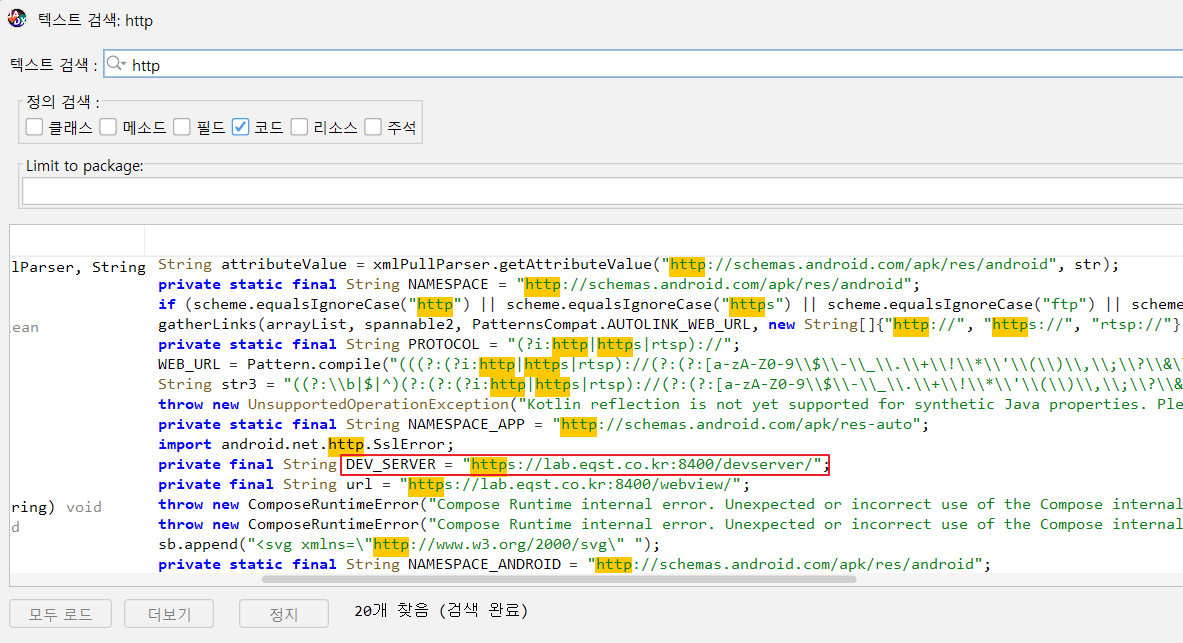 텍스트 검색: http
텍스트 검색 : http
정의 검색 :
클래스 메소드 필드 코드 리소스 주석
Limit to package:
lParser, String String attributeValue = xmlPullParser.getAttributeValue("http://schemas.android.com/apk/res/android", str);
private static final String NAMESPACE = "http://schemas.android.com/apk/res/android";
if (scheme.equalsIgnoreCase("http") || scheme.equalsIgnoreCase("https") || scheme.equalsIgnoreCase("ftp") || scheme
lean gatherLinks(arrayList, spannable2, PatternsCompat.AUTOLINK_WEB_URL, new String[]{"http://", "https://", "rtsp://"}
private static final String PROTOCOL = "(?i:http|https|rtsp)://";
WEB_URL = Pattern.compile("(((?:(?i:http|https|rtsp)://(?:(?:[a-zA-Z0-9\\$\\-\\_\\.\\+\\!\\*\\'\\(\\)\\,\\;\\?\\&\\
String str3 = "((?:\\b|$|^)(?:(?:(?i:http|https|rtsp)://(?:(?:[a-zA-Z0-9\\$\\-\\_\\.\\+\\!\\*\\'\\(\\)\\,\\;\\?\\&
throw new UnsupportedOperationException("Kotlin reflection is not yet supported for synthetic Java properties. Ple
private static final String NAMESPACE_APP = "http://schemas.android.com/apk/res-auto";
import android.net.http.SslError;
private final String DEV_SERVER = "https://lab.eqst.co.kr:8400/devserver/";
private final String url = "https://lab.eqst.co.kr:8400/webview/";
ring) void throw new ComposeRuntimeError("Compose Runtime internal error. Unexpected or incorrect use of the Compose internal
d throw new ComposeRuntimeError("Compose Runtime internal error. Unexpected or incorrect use of the Compose internal
sb.append("<svg xmlns=\"http://www.w3.org/2000/svg\" ");
private static final String NAMESPACE_ANDROID = "http://schemas.android.com/apk/res/android";
모두 로드 더보기 정지 20개 찾음 (검색 완료)